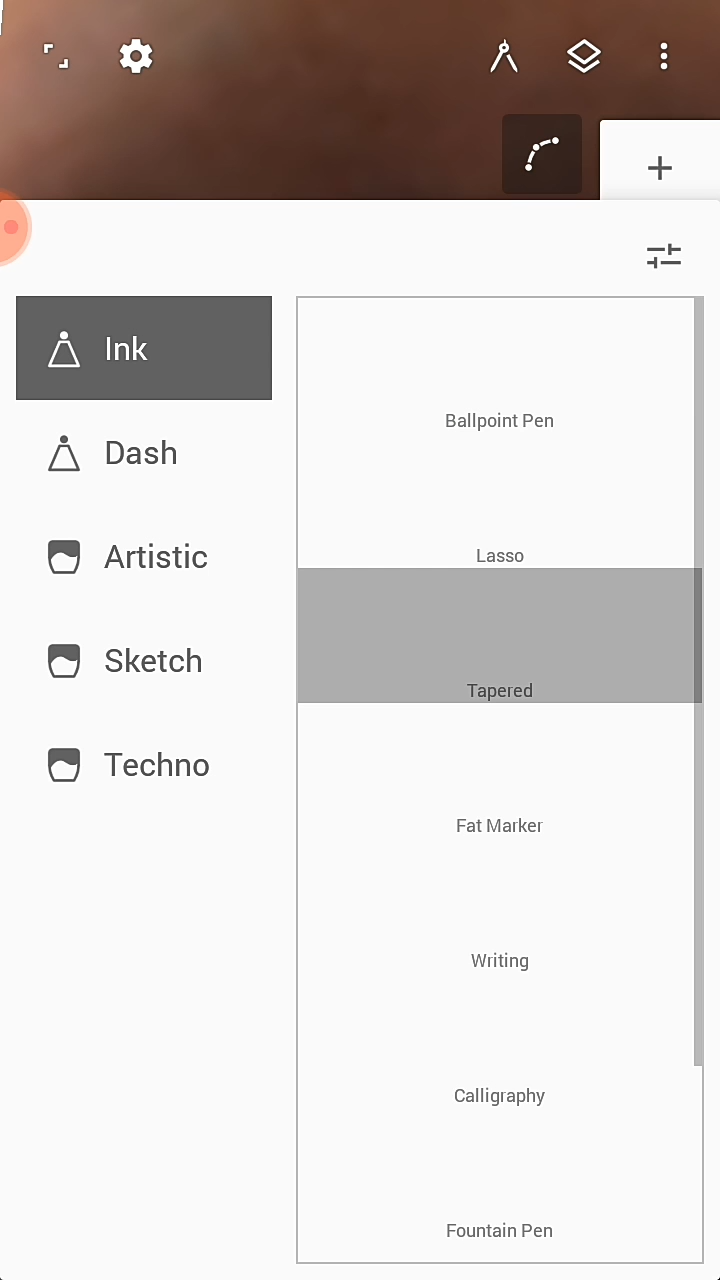 Ink
Dash
Artistic
Sketch
Techno
Ballpoint Pen
Lasso
Tapered
Fat Marker
Writing
Calligraphy
Fountain Pen